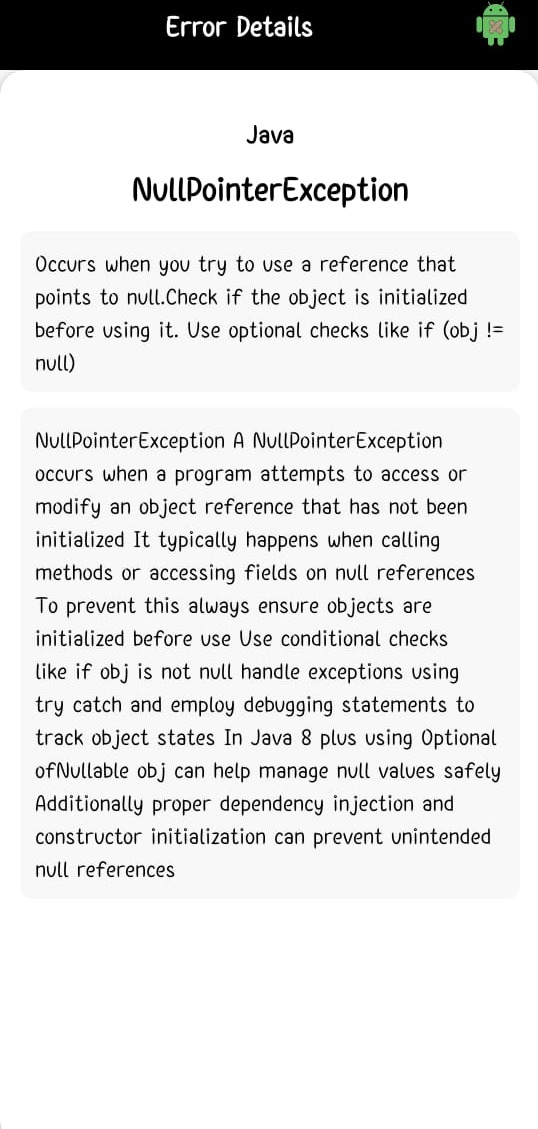 Error Details
Java
NullPointerException
Occurs when you try to use a reference that
points to null.Check if the object is initialized
before using it. Use optional checks like if (obj !=
null)
NullPointerException A NullPointerException
occurs when a program attempts to access or
modify an object reference that has not been
initialized It typically happens when calling
methods or accessing fields on null references
To prevent this always ensure objects are
initialized before use Use conditional checks
like if obj is not null handle exceptions using
try catch and employ debugging statements to
track object states In Java 8 plus using Optional
ofNullable obj can help manage null values safely
Additionally proper dependency injection and
constructor initialization can prevent unintended
null references